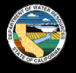 DEPARTMENT OF WATER RESOURCES
STATE OF CALIFORNIA